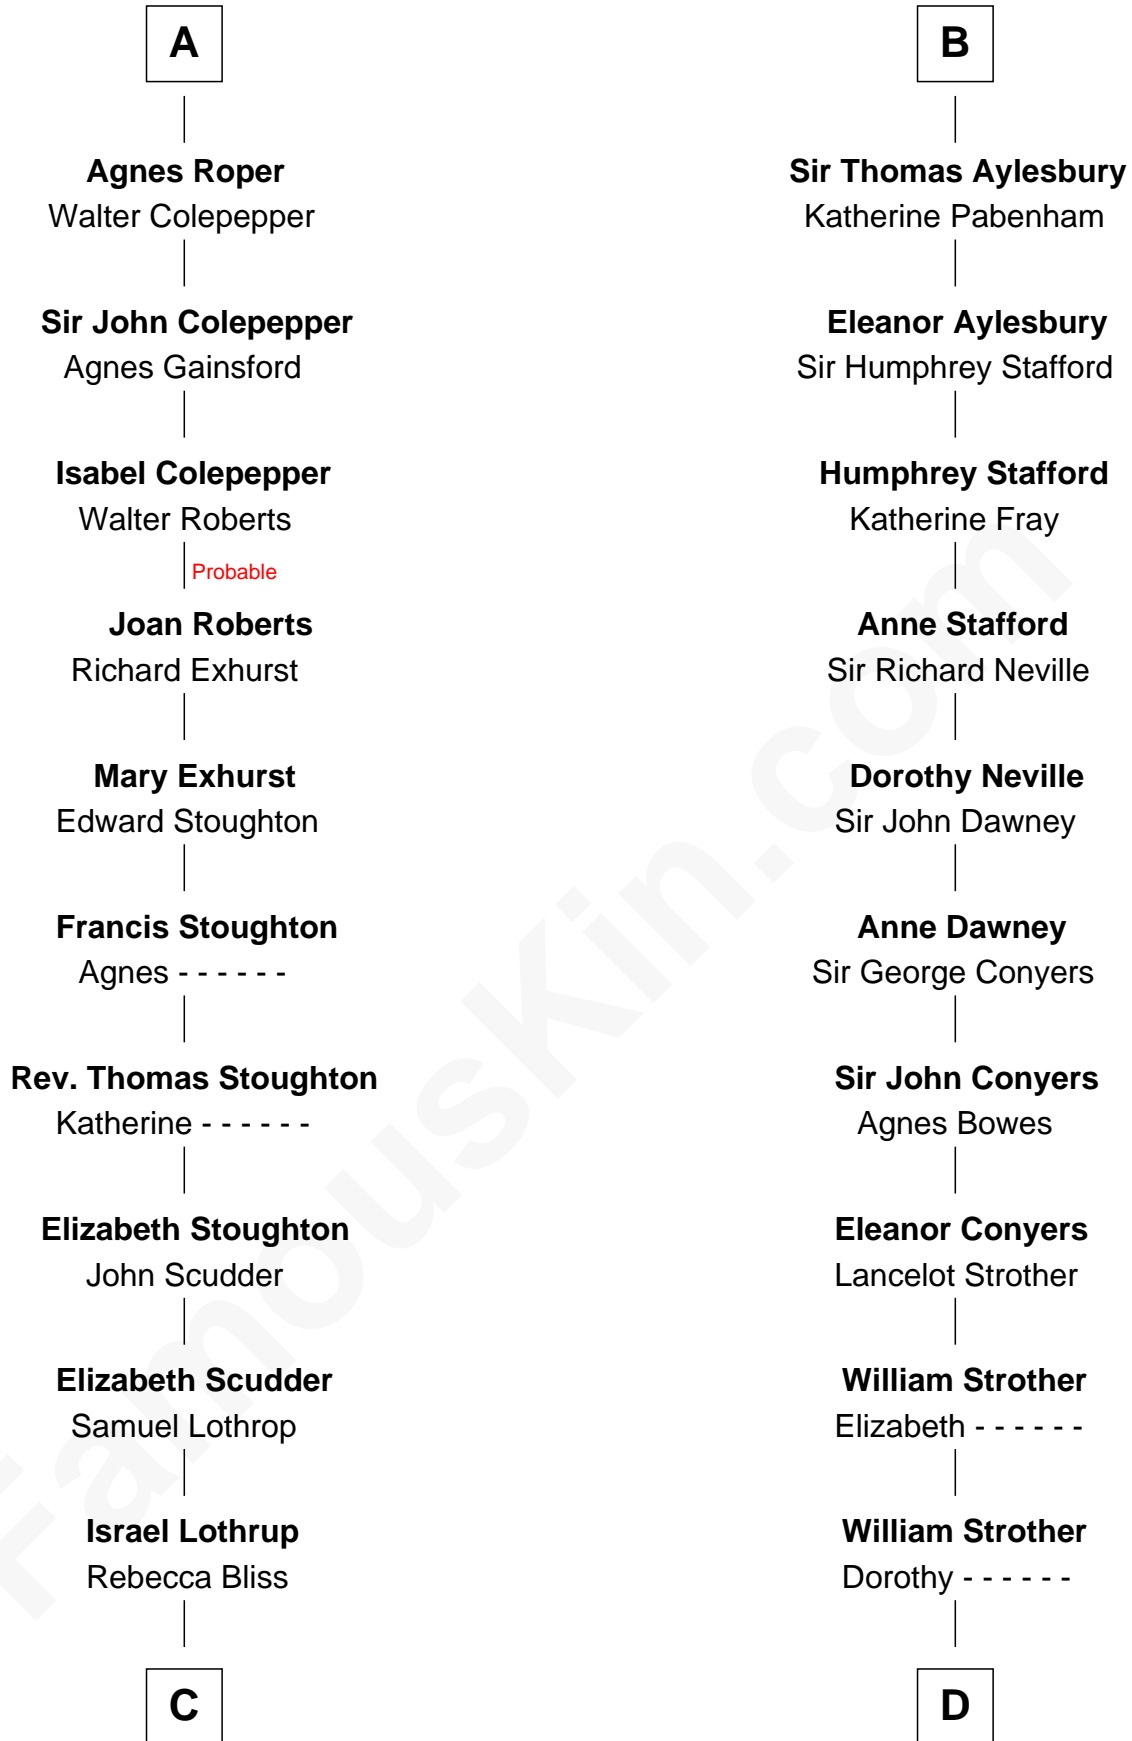 A
Agnes Roper
Walter Colepepper
Sir John Colepepper
Agnes Gainsford
Isabel Colepepper
Walter Roberts
Probable
Joan Roberts
Richard Exhurst
Mary Exhurst
Edward Stoughton
Francis Stoughton
Agnes - - - - - -
Rev. Thomas Stoughton
Katherine - - - - - -
Elizabeth Stoughton
John Scudder
Elizabeth Scudder
Samuel Lothrop
Israel Lothrup
Rebecca Bliss
C
B
Sir Thomas Aylesbury
Katherine Pabenham
Eleanor Aylesbury
Sir Humphrey Stafford
Humphrey Stafford
Katherine Fray
Anne Stafford
Sir Richard Neville
Dorothy Neville
Sir John Dawney
Anne Dawney
Sir George Conyers
Sir John Conyers
Agnes Bowes
Eleanor Conyers
Lancelot Strother
William Strother
Elizabeth - - - - - -
William Strother
Dorothy - - - - - -
D
FamousKin.com